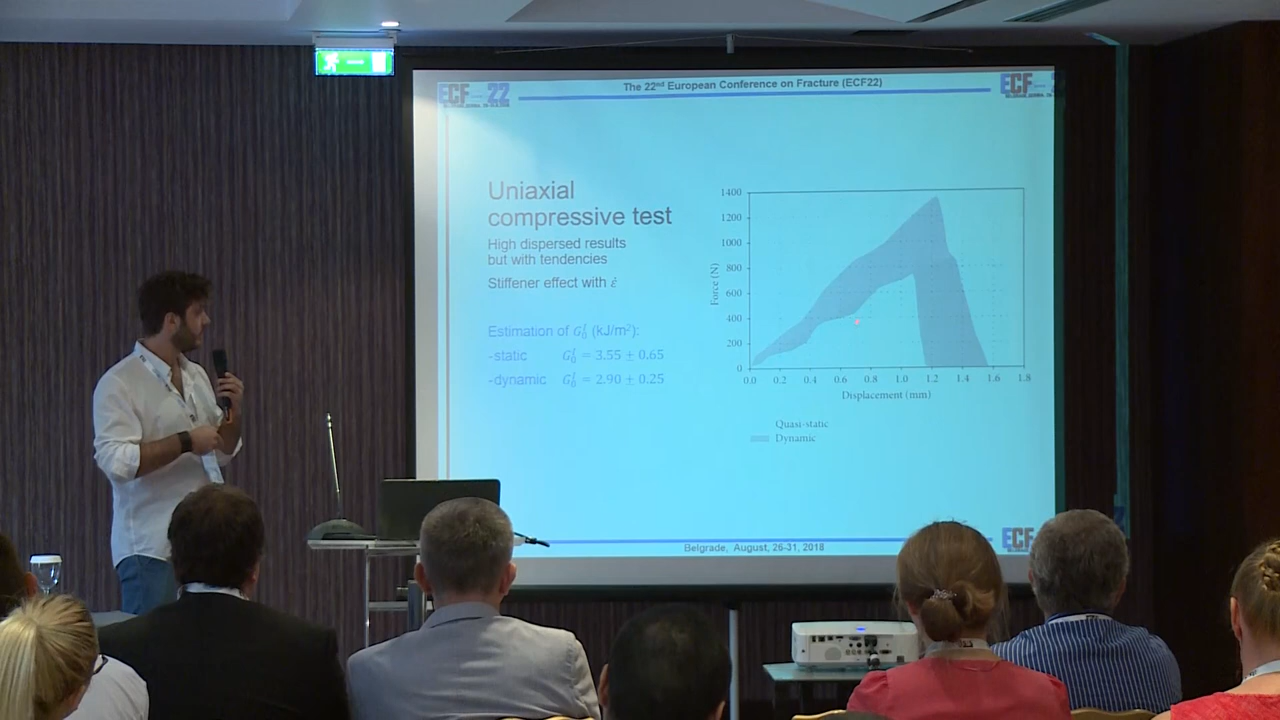 The 22nd European Conference on Fracture (ECF22)
ECF 22
ECF
Uniaxial
compressive test
High dispersed results
but with tendencies
Stiffener effect with ε̇
Estimation of (kJ/m²):
-static = 3.55 ± 0.65
-dynamic = 2.90 ± 0.25
Force (N)
1400
1200
1000
800
600
400
200
0
0.0 0.2 0.4 0.6 0.8 1.0 1.2 1.4 1.6 1.8
Displacement (mm)
Quasi-static
Dynamic
Belgrade, August, 26-31, 2018
ECF